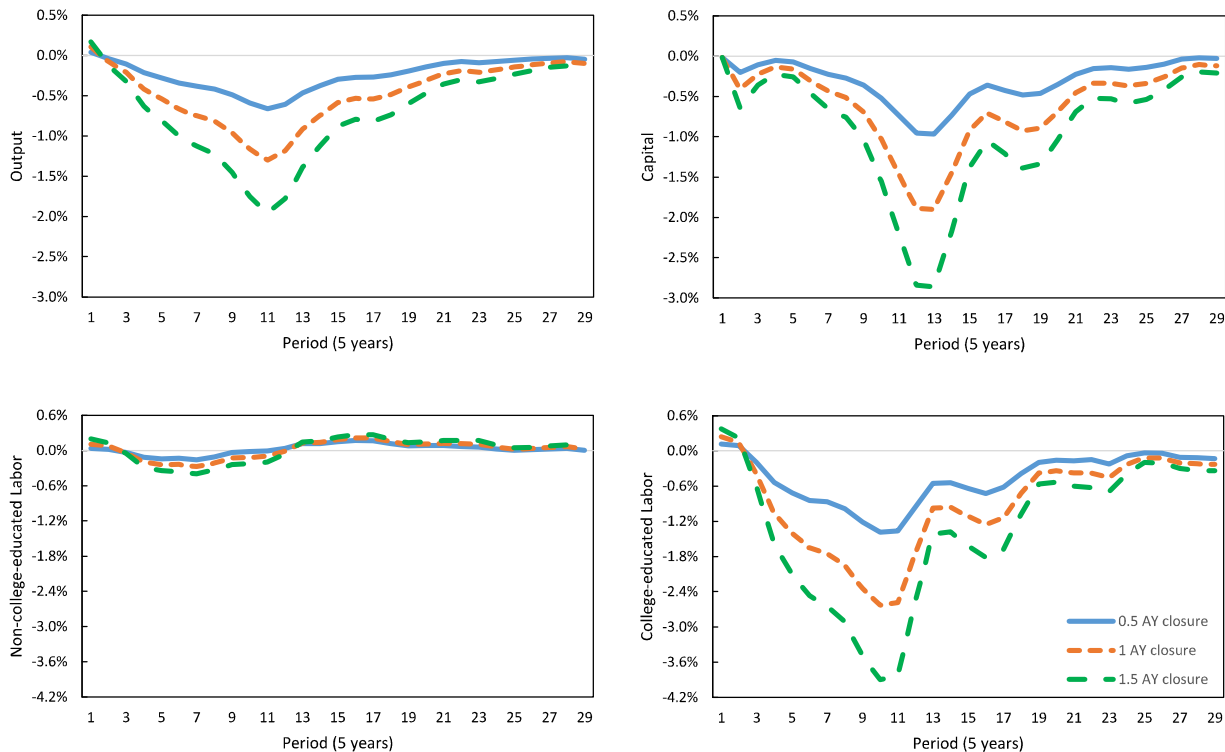 0.5%
0.0%
-0.5%
-1.0%
-1.5%
-2.0%
-2.5%
-3.0%
Output
1 3 5 7 9 11 13 15 17 19 21 23 25 27 29
Period (5 years)
0.5%
0.0%
-0.5%
-1.0%
-1.5%
-2.0%
-2.5%
-3.0%
Capital
1 3 5 7 9 11 13 15 17 19 21 23 25 27 29
Period (5 years)
0.6%
0.0%
-0.6%
-1.2%
-1.8%
-2.4%
-3.0%
-3.6%
-4.2%
Non-college-educated Labor
1 3 5 7 9 11 13 15 17 19 21 23 25 27 29
Period (5 years)
0.6%
0.0%
-0.6%
-1.2%
-1.8%
-2.4%
-3.0%
-3.6%
-4.2%
College-educated Labor
0.5 AY closure
1 AY closure
1.5 AY closure
1 3 5 7 9 11 13 15 17 19 21 23 25 27 29
Period (5 years)